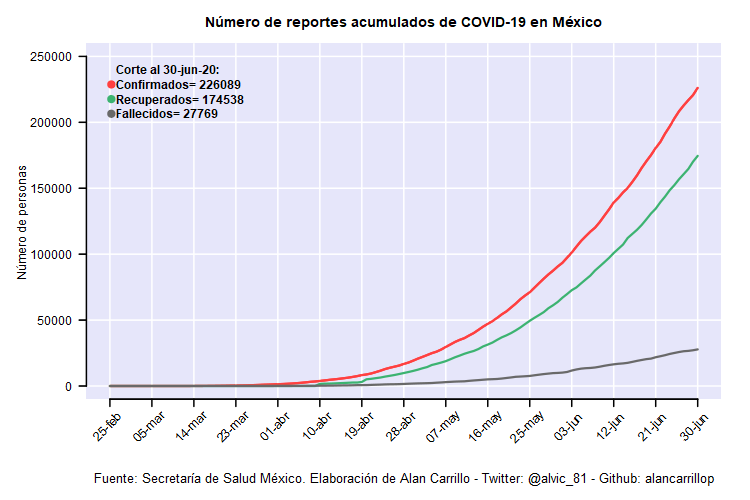 Número de reportes acumulados de COVID-19 en México
Número de personas
250000
200000
150000
100000
50000
0
Corte al 30-jun-20:
Confirmados= 226089
Recuperados= 174538
Fallecidos= 27769
25-feb
05-mar
14-mar
23-mar
01-abr
10-abr
19-abr
28-abr
07-may
16-may
25-may
03-jun
12-jun
21-jun
30-jun
Fuente: Secretaría de Salud México. Elaboración de Alan Carrillo - Twitter: @alvic_81 - Github: alancarrillop